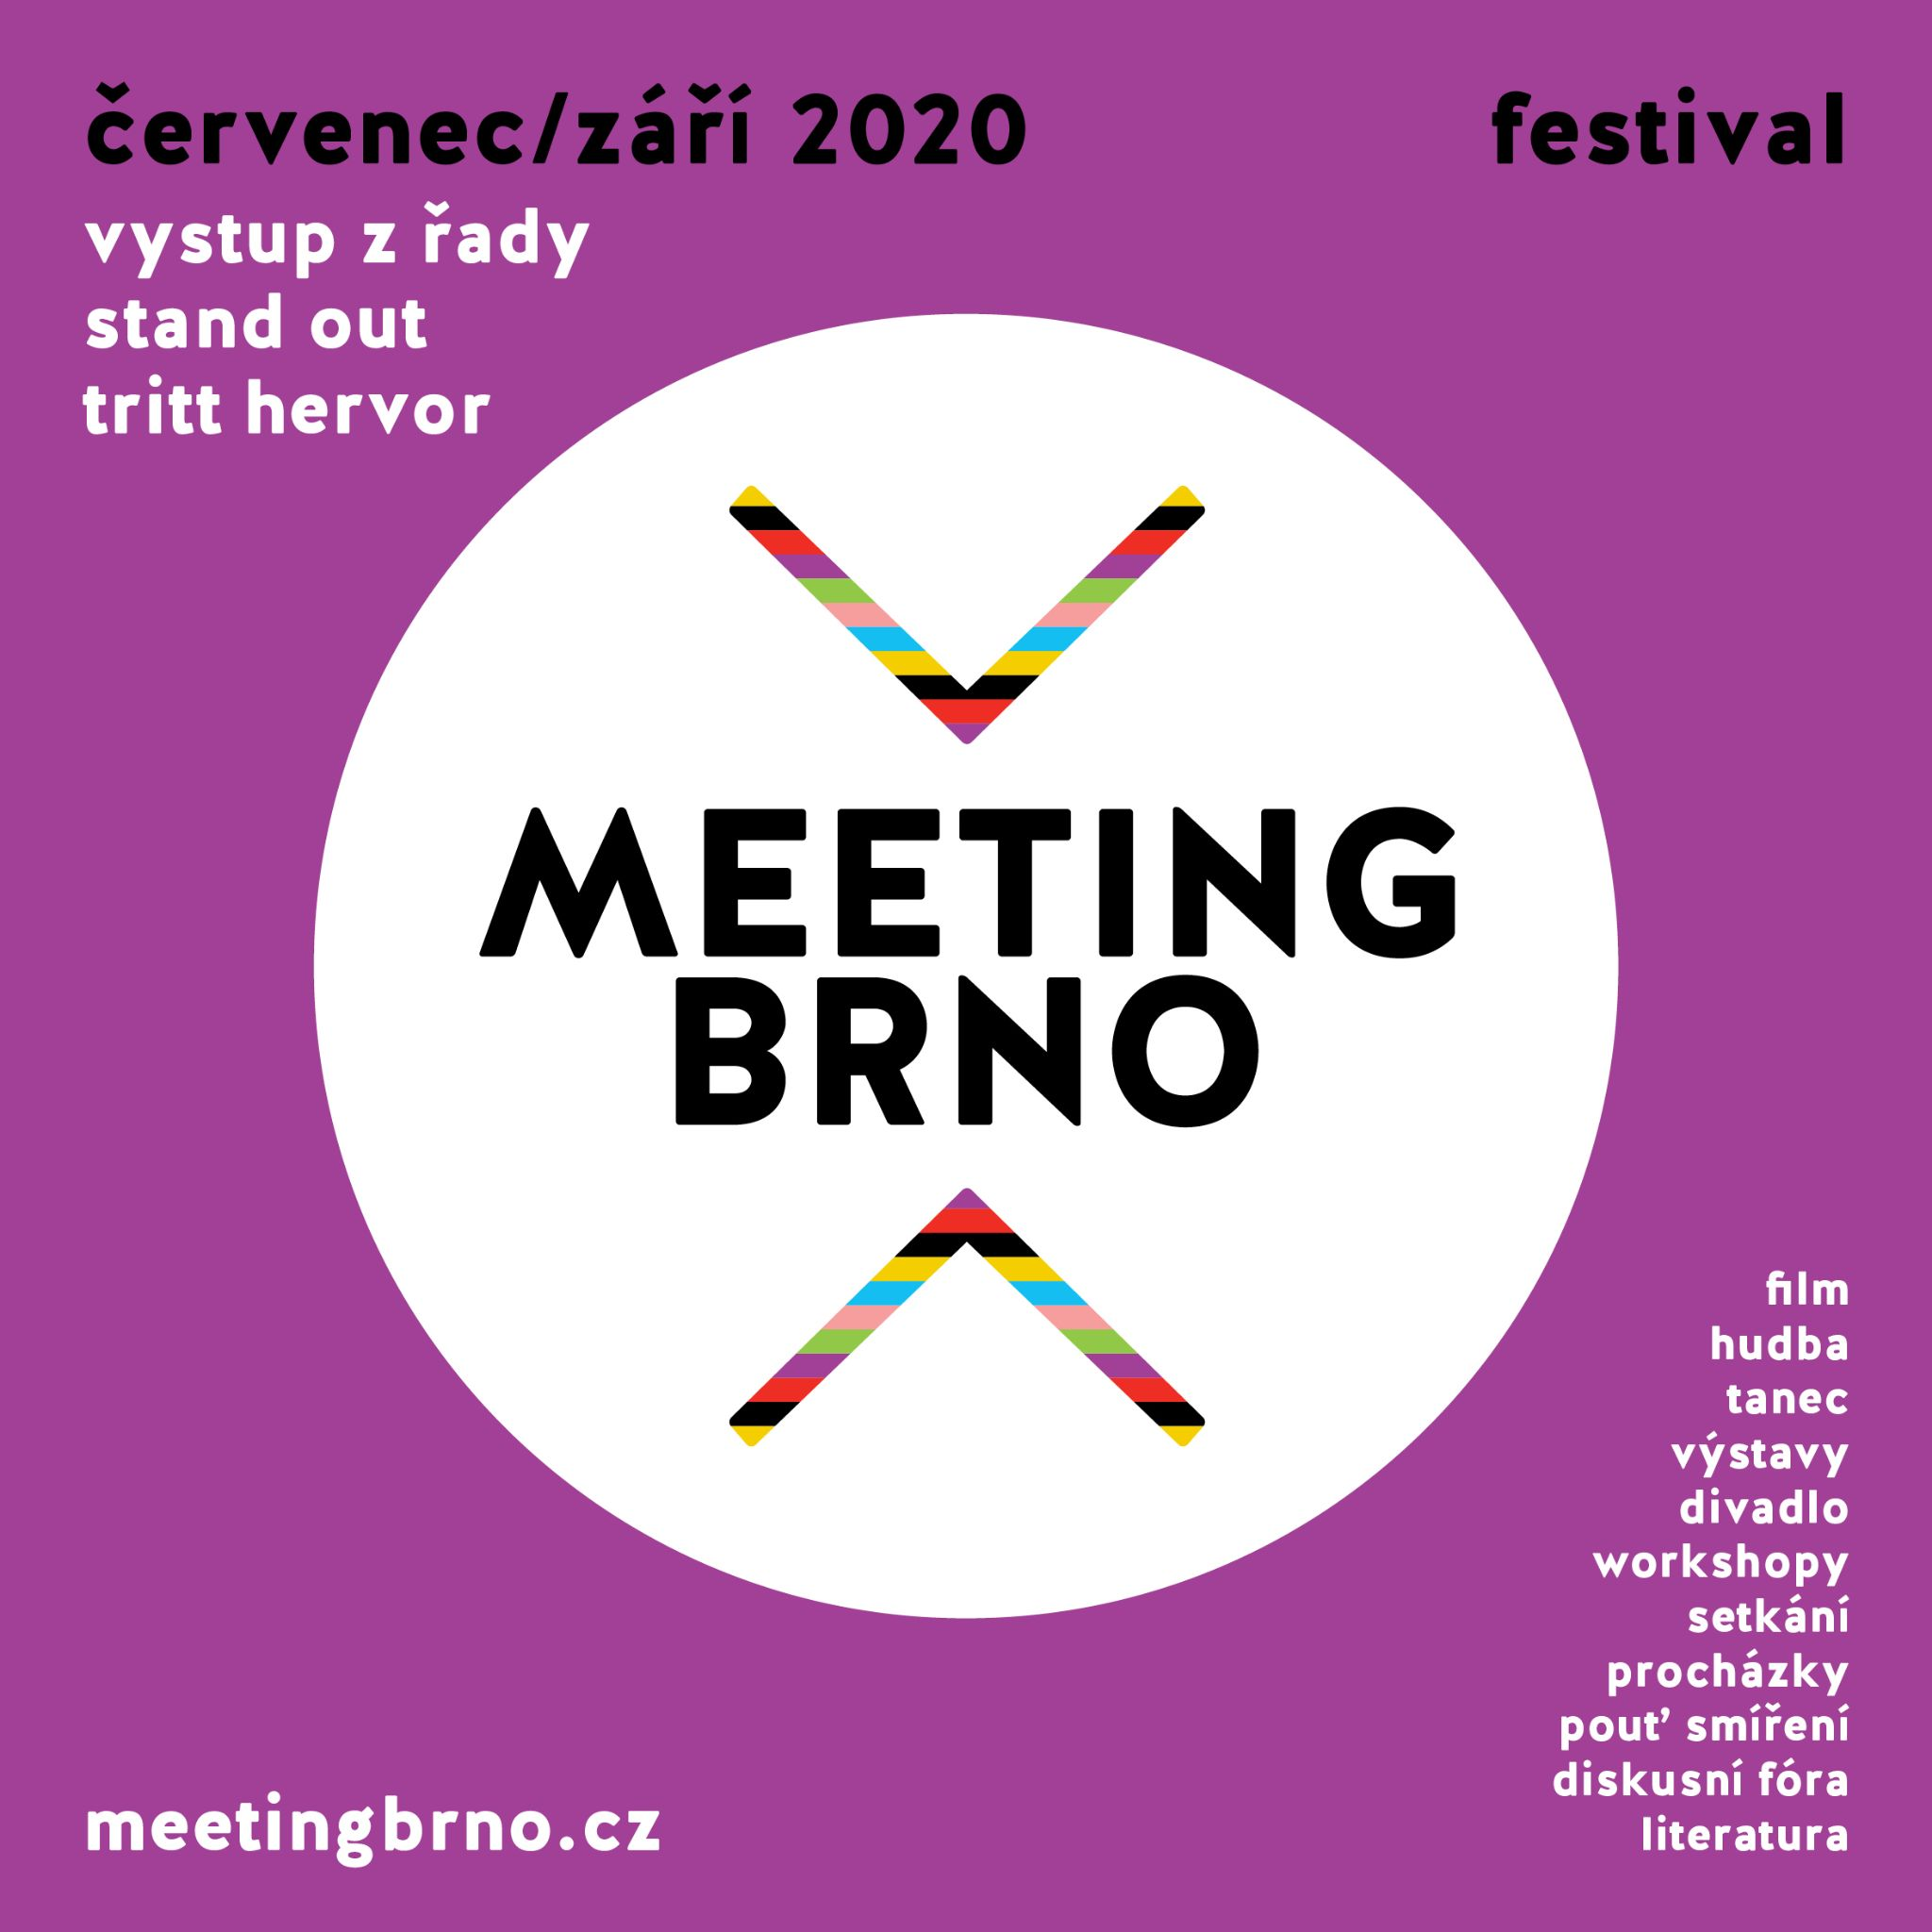 červenec/září 2020
festival
vystup z řady
stand out
tritt hervor
MEETING
BRNO
film
hudba
tanec
výstavy
divadlo
workshopy
setkání
procházky
pouť smíření
diskusní fóra
literatura
meetingbrno.cz